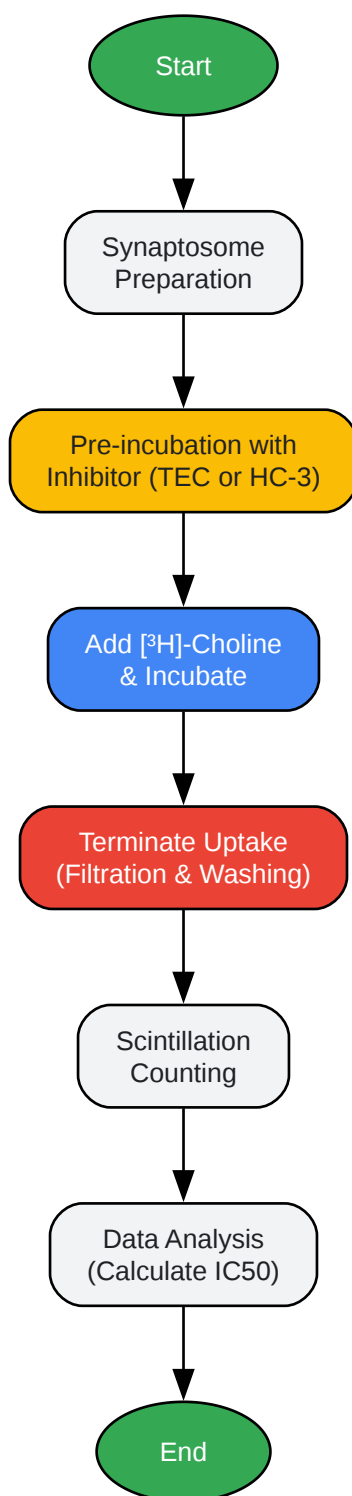 Start
Synaptosome
Preparation
Pre-incubation with
Inhibitor (TEC or HC-3)
Add [³H]-Choline
& Incubate
Terminate Uptake
(Filtration & Washing)
Scintillation
Counting
Data Analysis
(Calculate IC50)
End